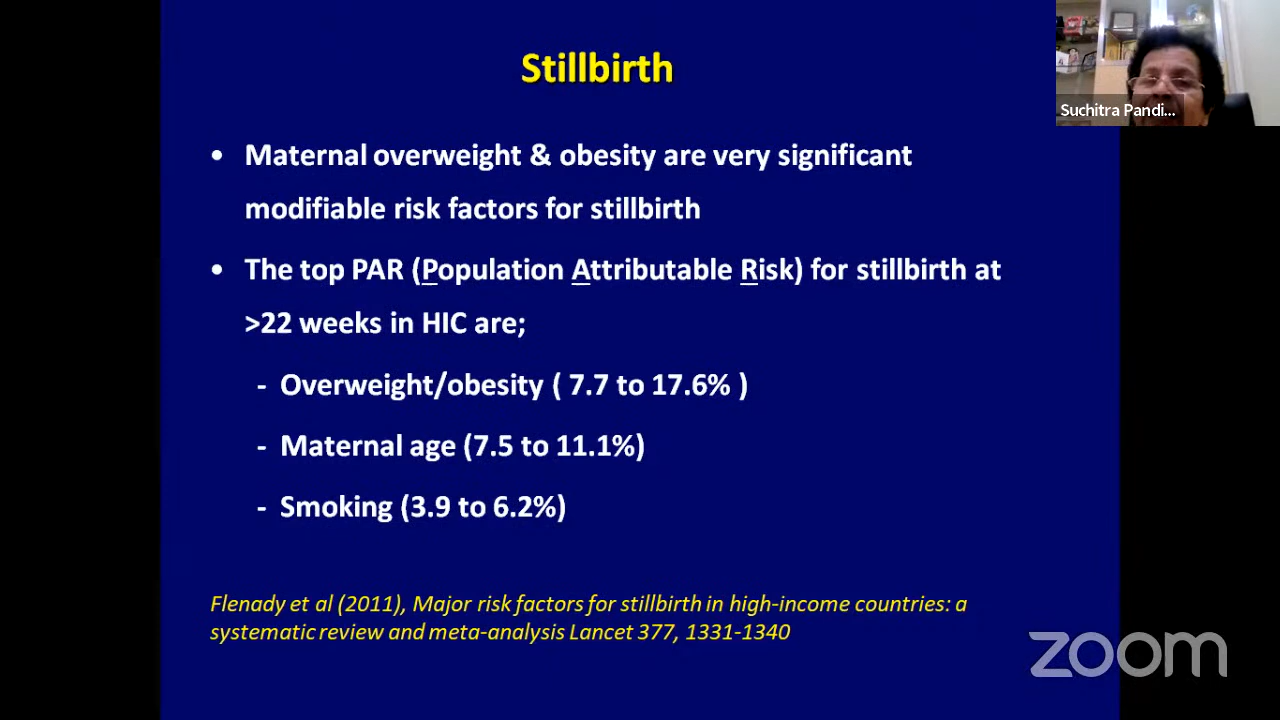 Stillbirth
Suchitra Pandi...
• Maternal overweight & obesity are very significant
modifiable risk factors for stillbirth
• The top PAR (Population Attributable Risk) for stillbirth at
>22 weeks in HIC are;
- Overweight/obesity ( 7.7 to 17.6% )
- Maternal age (7.5 to 11.1%)
- Smoking (3.9 to 6.2%)
Flenady et al (2011), Major risk factors for stillbirth in high-income countries: a
systematic review and meta-analysis Lancet 377, 1331-1340
zoom